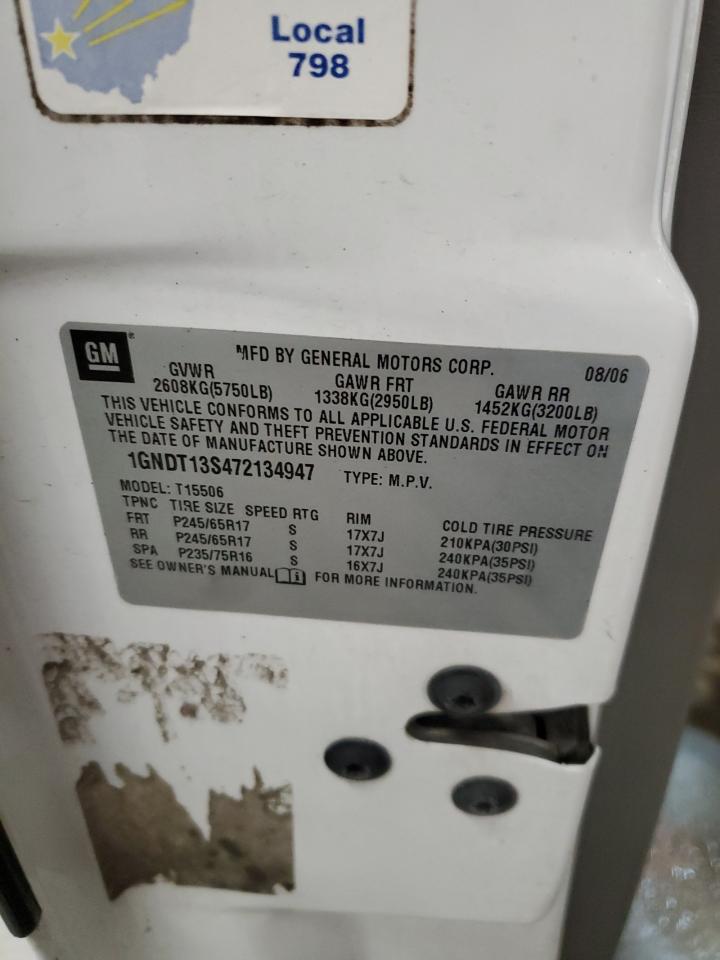 Local
798
GM
MFD BY GENERAL MOTORS CORP.
08/06
GVWR
GAWR FRT
GAWR RR
2608KG(5750LB)
1338KG(2950LB)
1452KG(3200LB)
THIS VEHICLE CONFORMS TO ALL APPLICABLE U.S. FEDERAL MOTOR
VEHICLE SAFETY AND THEFT PREVENTION STANDARDS IN EFFECT ON
THE DATE OF MANUFACTURE SHOWN ABOVE.
1GNDT13S472134947 TYPE: M.P.V.
MODEL: T15506
TPNC TIRE SIZE SPEED RTG RIM COLD TIRE PRESSURE
FRT P245/65R17 S 17X7J 210KPA(30PSI)
RR P245/65R17 S 17X7J 240KPA(35PSI)
SPA P235/75R16 S 16X7J 240KPA(35PSI)
SEE OWNER'S MANUAL FOR MORE INFORMATION.